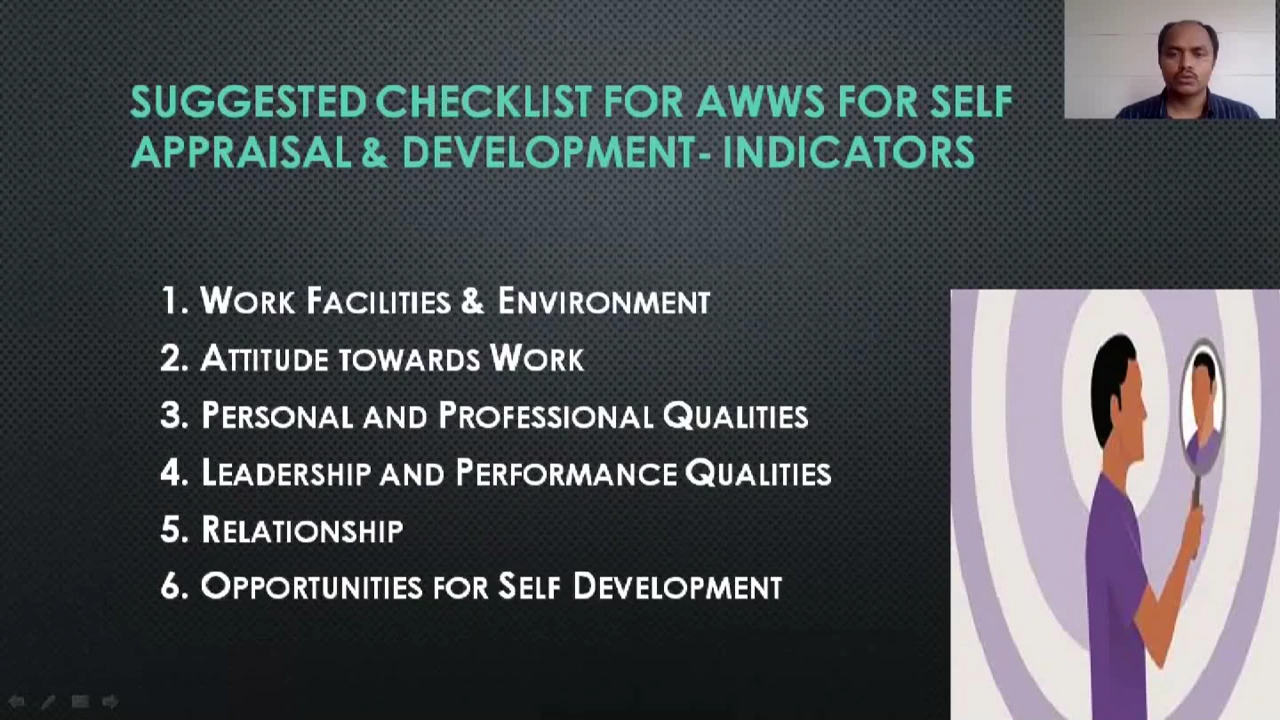 SUGGESTED CHECKLIST FOR AWWS FOR SELF
APPRAISAL & DEVELOPMENT- INDICATORS
1. WORK FACILITIES & ENVIRONMENT
2. ATTITUDE TOWARDS WORK
3. PERSONAL AND PROFESSIONAL QUALITIES
4. LEADERSHIP AND PERFORMANCE QUALITIES
5. RELATIONSHIP
6. OPPORTUNITIES FOR SELF DEVELOPMENT